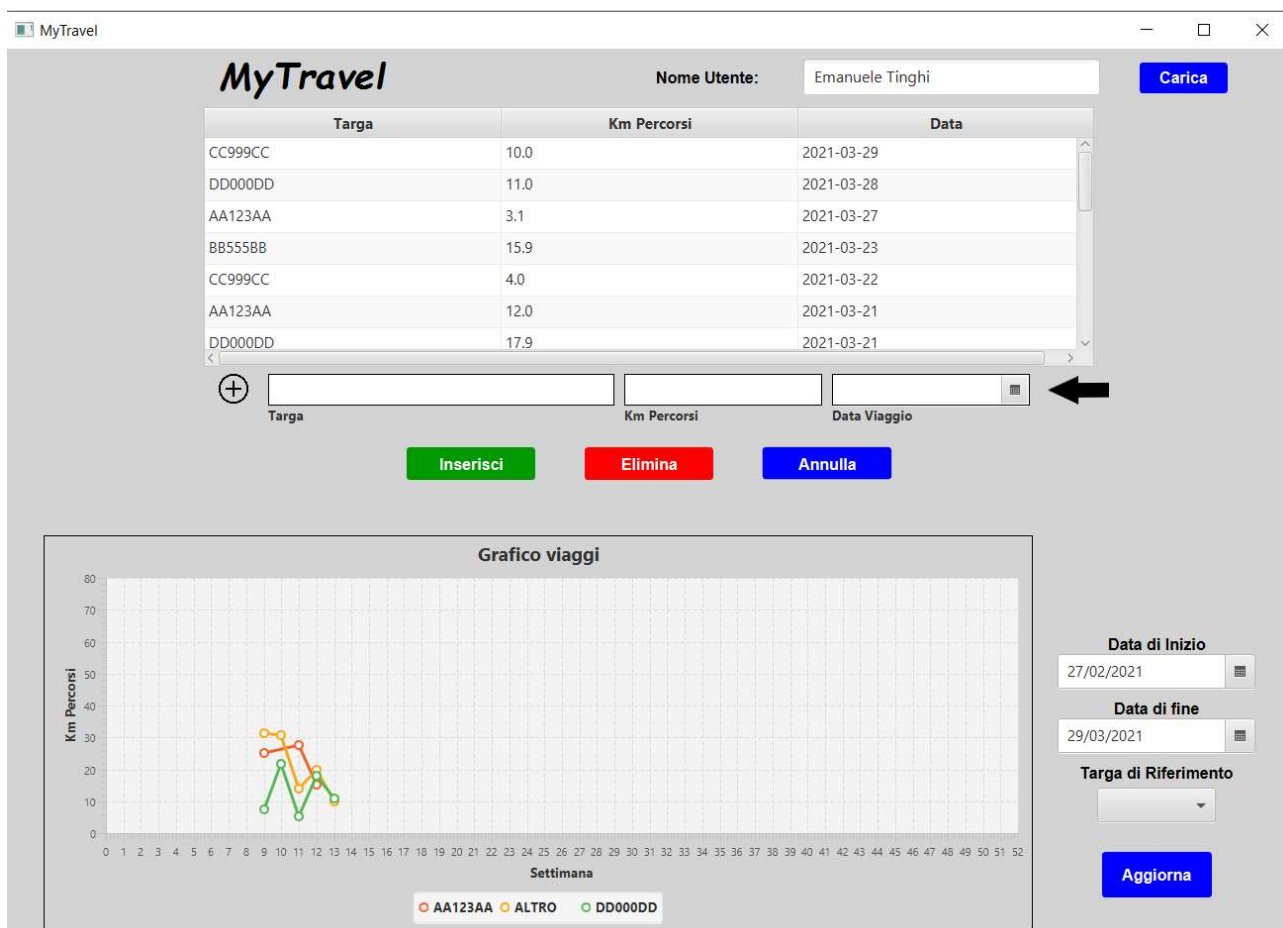 MyTravel
MyTravel
Nome Utente:
Emanuele Tinghi
Carica
Targa Km Percorsi Data
CC999CC 10.0 2021-03-29
DD000DD 11.0 2021-03-28
AA123AA 3.1 2021-03-27
BB555BB 15.9 2021-03-23
CC999CC 4.0 2021-03-22
AA123AA 12.0 2021-03-21
DD000DD 17.9 2021-03-21
Targa Km Percorsi Data Viaggio
Inserisci Elimina Annulla
Grafico viaggi
80
70
60
50
40
30
20
10
0
Km Percorsi
0 1 2 3 4 5 6 7 8 9 10 11 12 13 14 15 16 17 18 19 20 21 22 23 24 25 26 27 28 29 30 31 32 33 34 35 36 37 38 39 40 41 42 43 44 45 46 47 48 49 50 51 52
Settimana
AA123AA ALTRO DD000DD
Data di Inizio
27/02/2021
Data di fine
29/03/2021
Targa di Riferimento
Aggiorna